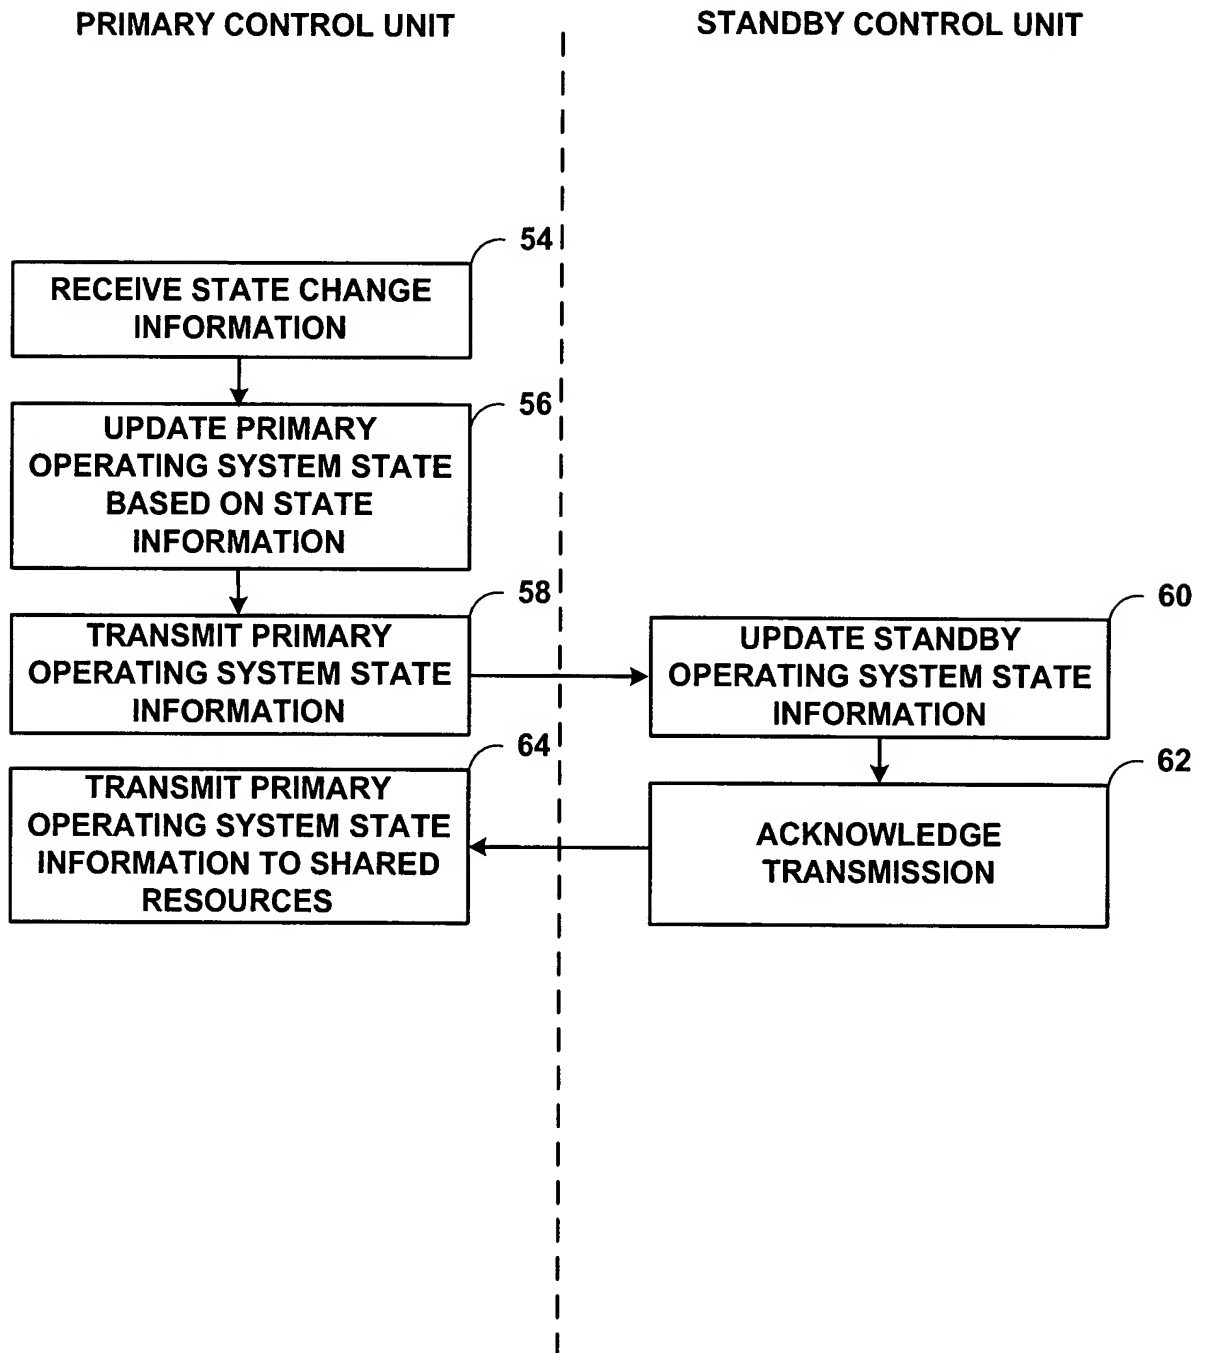 PRIMARY CONTROL UNIT
STANDBY CONTROL UNIT
54
RECEIVE STATE CHANGE
INFORMATION
56
UPDATE PRIMARY
OPERATING SYSTEM STATE
BASED ON STATE
INFORMATION
58
TRANSMIT PRIMARY
OPERATING SYSTEM STATE
INFORMATION
60
UPDATE STANDBY
OPERATING SYSTEM STATE
INFORMATION
62
ACKNOWLEDGE
TRANSMISSION
64
TRANSMIT PRIMARY
OPERATING SYSTEM STATE
INFORMATION TO SHARED
RESOURCES